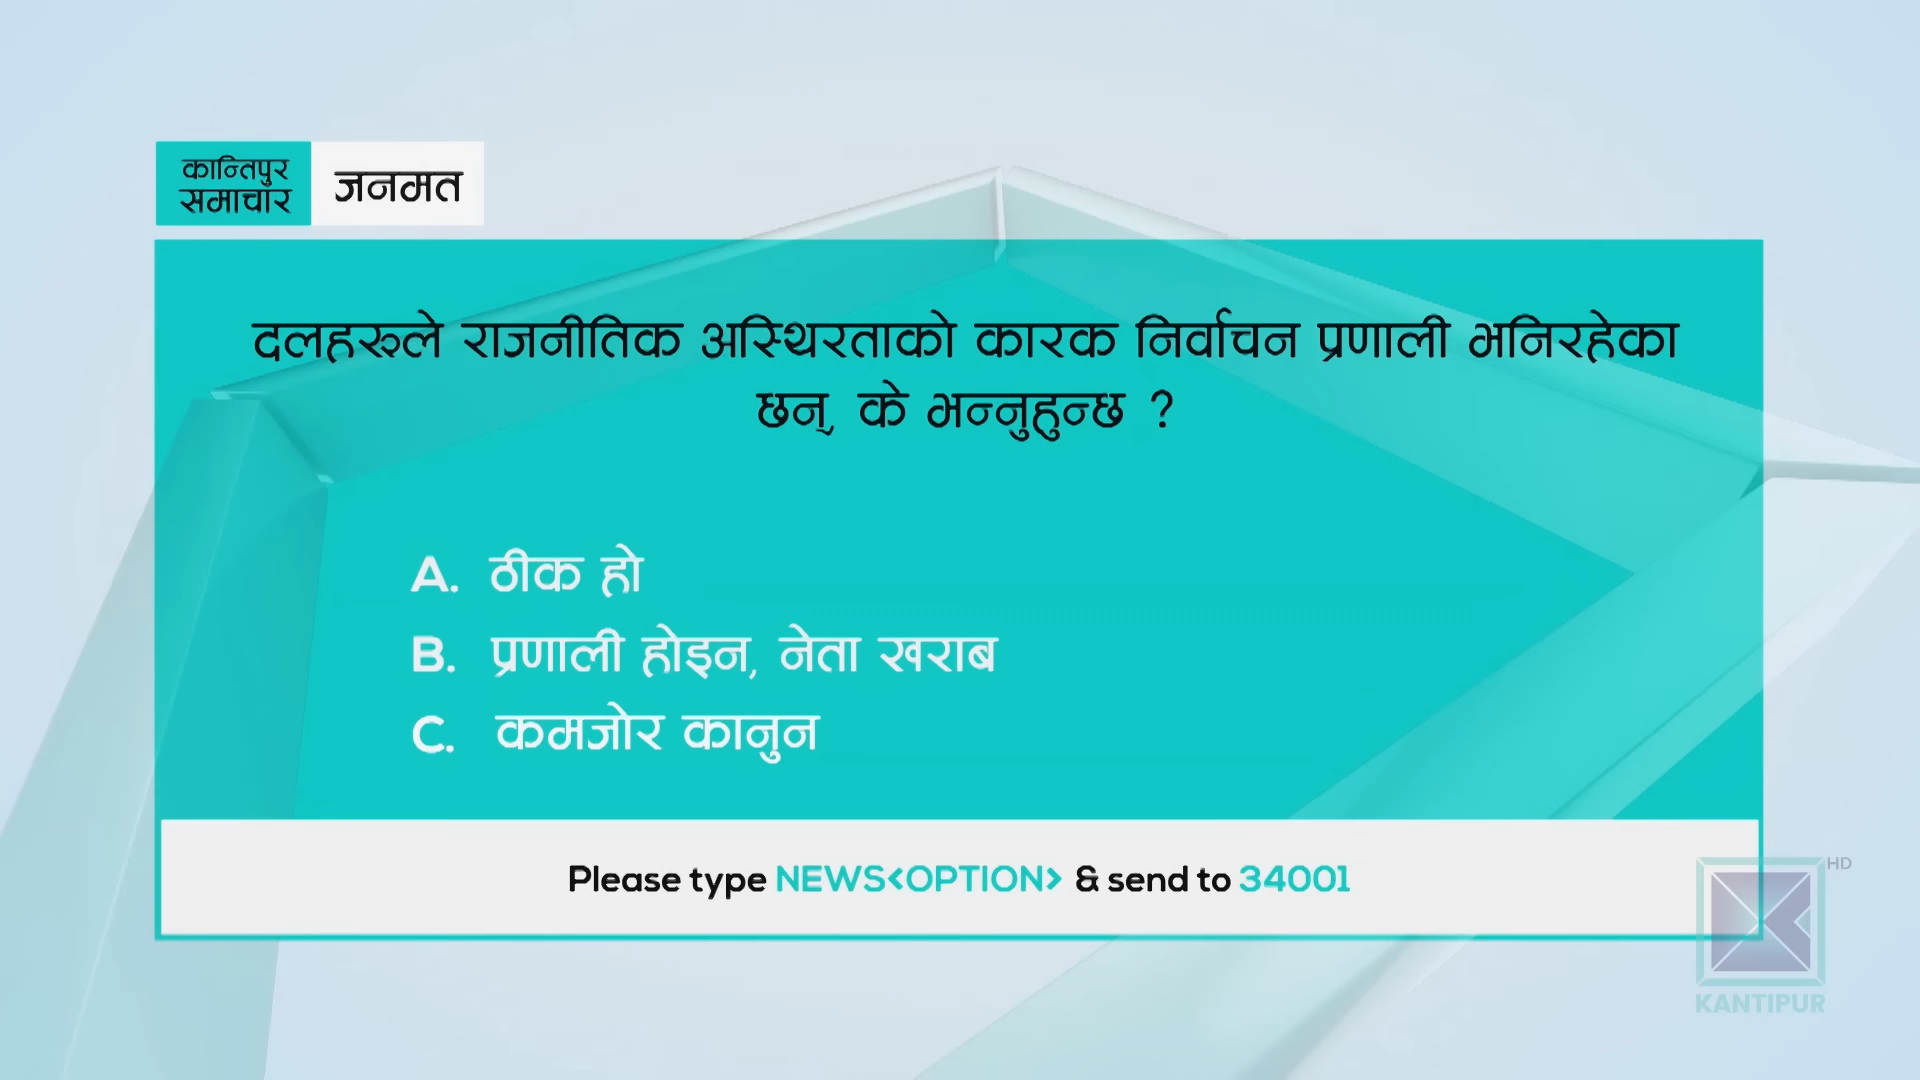 कान्तिपुर
समाचार
जनमत
दलहरुले राजनीतिक अस्थिरताको कारक निर्वाचन प्रणाली भनिरहेका
छन्, के भन्नुहुन्छ ?
A. ठीक हो
B. प्रणाली होइन, नेता खराब
C. कमजोर कानुन
Please type NEWS<OPTION> & send to 34001
HD
KANTIPUR